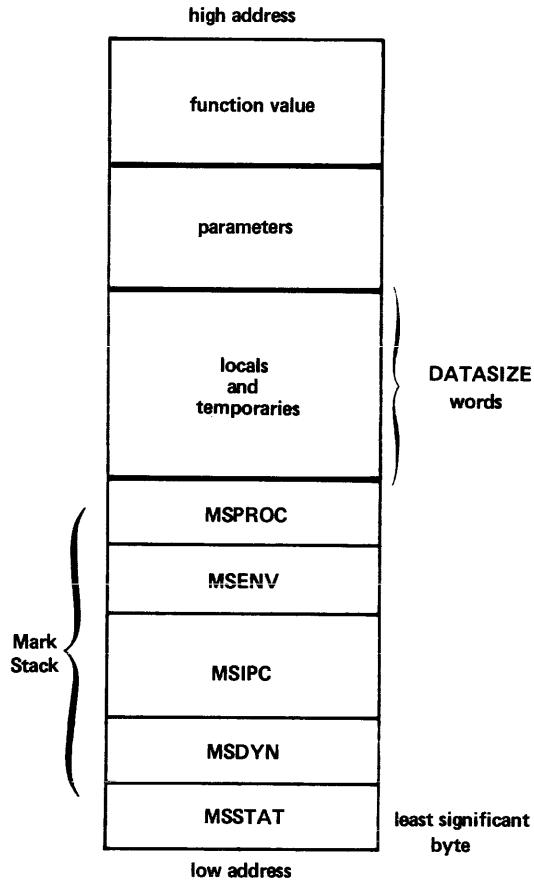 high address
function value
parameters
locals
and
temporaries
DATASIZE
words
MSPROC
MSENV
Mark
Stack
MSIPC
MSDYN
MSSTAT
least significant
byte
low address